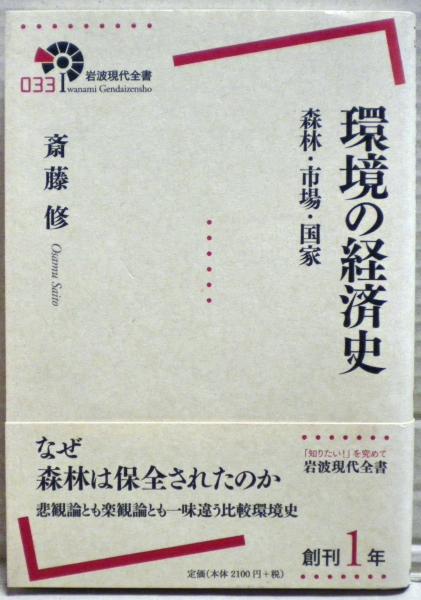 033
岩波現代全書
Iwanami Gendaizensho
環境の経済史
森林・市場・国家
斎藤 修
Osamu Saito
なぜ
森林は保全されたのか
悲観論とも楽観論とも一味違う比較環境史
「知りたい!」を究めて
岩波現代全書
定価(本体 2100 円+税)
創刊1年